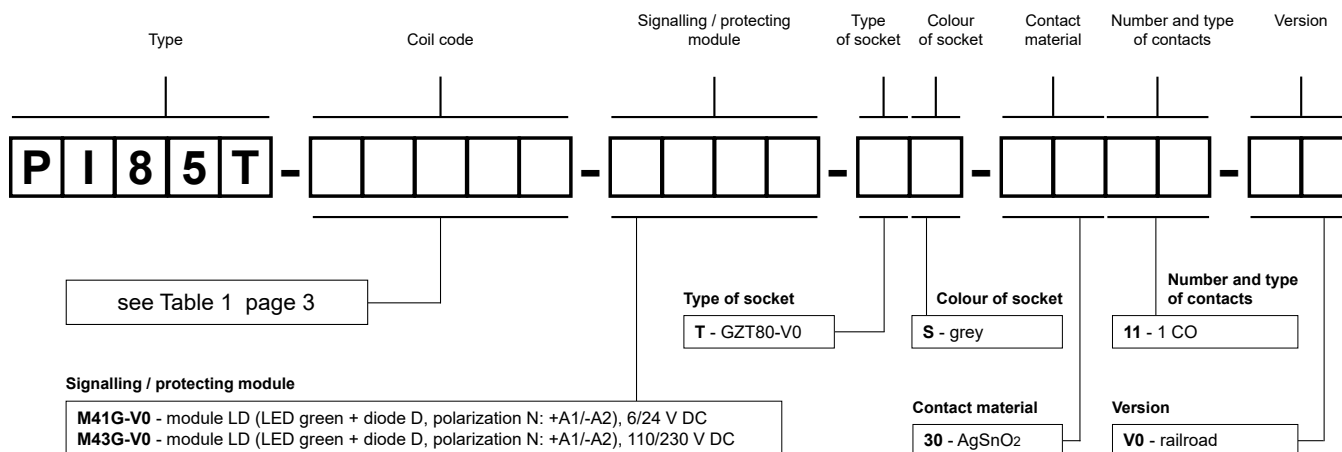 Type
Coil code
Signalling / protecting
module
Type
of socket
Colour
of socket
Contact
material
Number and type
of contacts
Version
PI85T - - - - -
see Table 1 page 3
Type of socket
T - GZT80-V0
Colour of socket
S - grey
Number and type
of contacts
11 - 1 CO
Signalling / protecting module
M41G-V0 - module LD (LED green + diode D, polarization N: +A1/-A2), 6/24 V DC
M43G-V0 - module LD (LED green + diode D, polarization N: +A1/-A2), 110/230 V DC
Contact material
30 - AgSnO2
Version
V0 - railroad